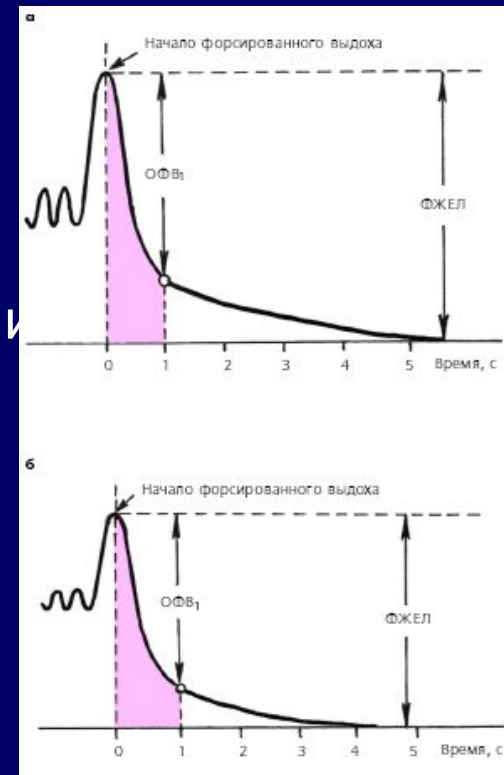 а
Начало форсированного выдоха
ОФВ₁
ФЖЕЛ
И
0 1 2 3 4 5 Время, с
б
Начало форсированного выдоха
ОФВ₁
ФЖЕЛ
0 1 2 3 4 5 Время, с